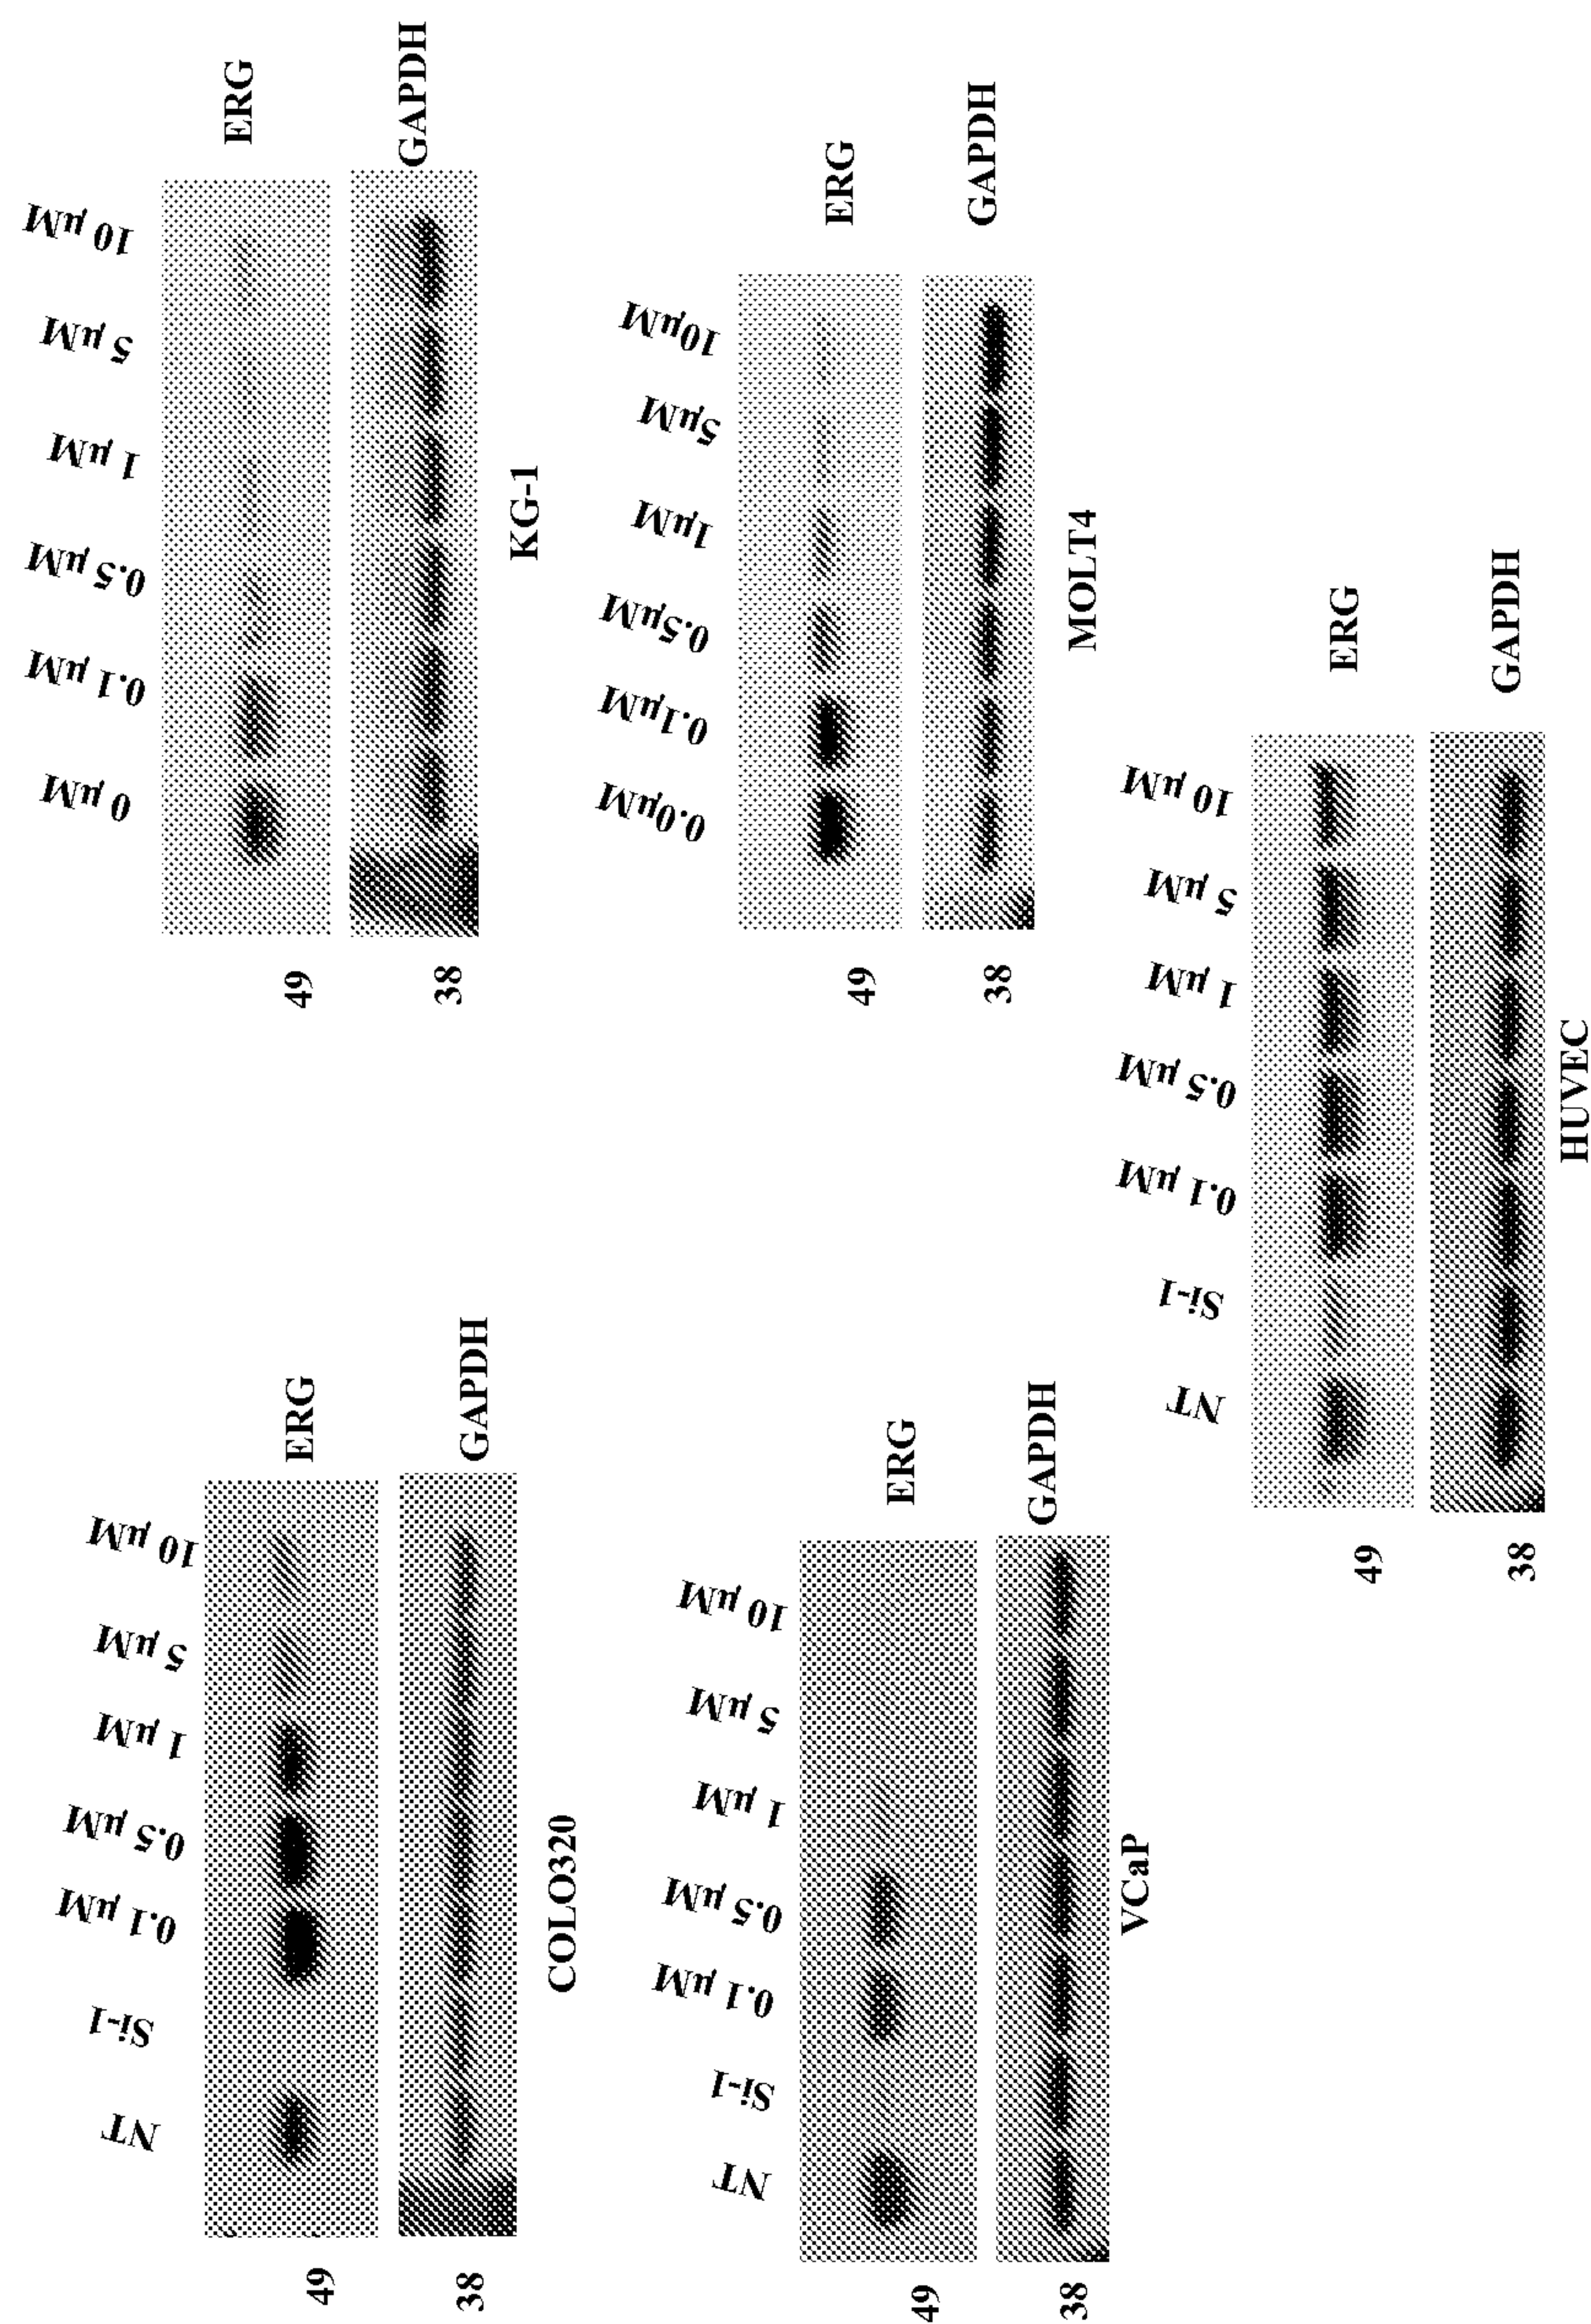 NT Si-1 0.1 µM 0.5 µM 1 µM 5 µM 10 µM
49 ERG
38 GAPDH
COLO320
0 µM 0.1 µM 0.5 µM 1 µM 5 µM 10 µM
49 ERG
38 GAPDH
KG-1
NT Si-1 0.1 µM 0.5 µM 1 µM 5 µM 10 µM
49 ERG
38 GAPDH
VCaP
0.0µM 0.1µM 0.5µM 1µM 5µM 10µM
49 ERG
38 GAPDH
MOLT4
NT Si-1 0.1 µM 0.5 µM 1 µM 5 µM 10 µM
49 ERG
38 GAPDH
HUVEC